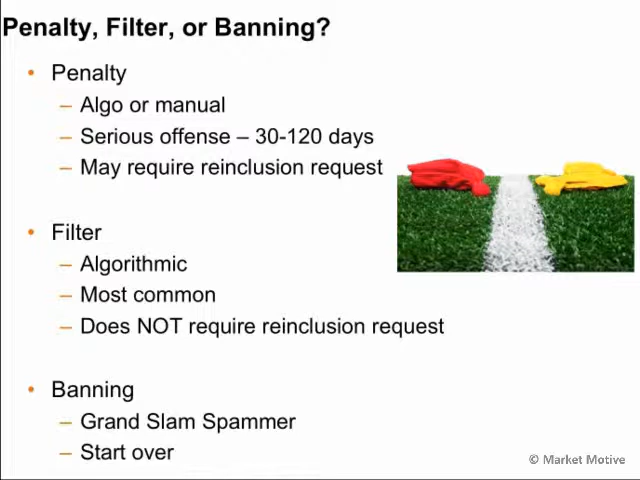 Penalty, Filter, or Banning?
• Penalty
– Algo or manual
– Serious offense – 30-120 days
– May require reinclusion request
• Filter
– Algorithmic
– Most common
– Does NOT require reinclusion request
• Banning
– Grand Slam Spammer
– Start over
© Market Motive